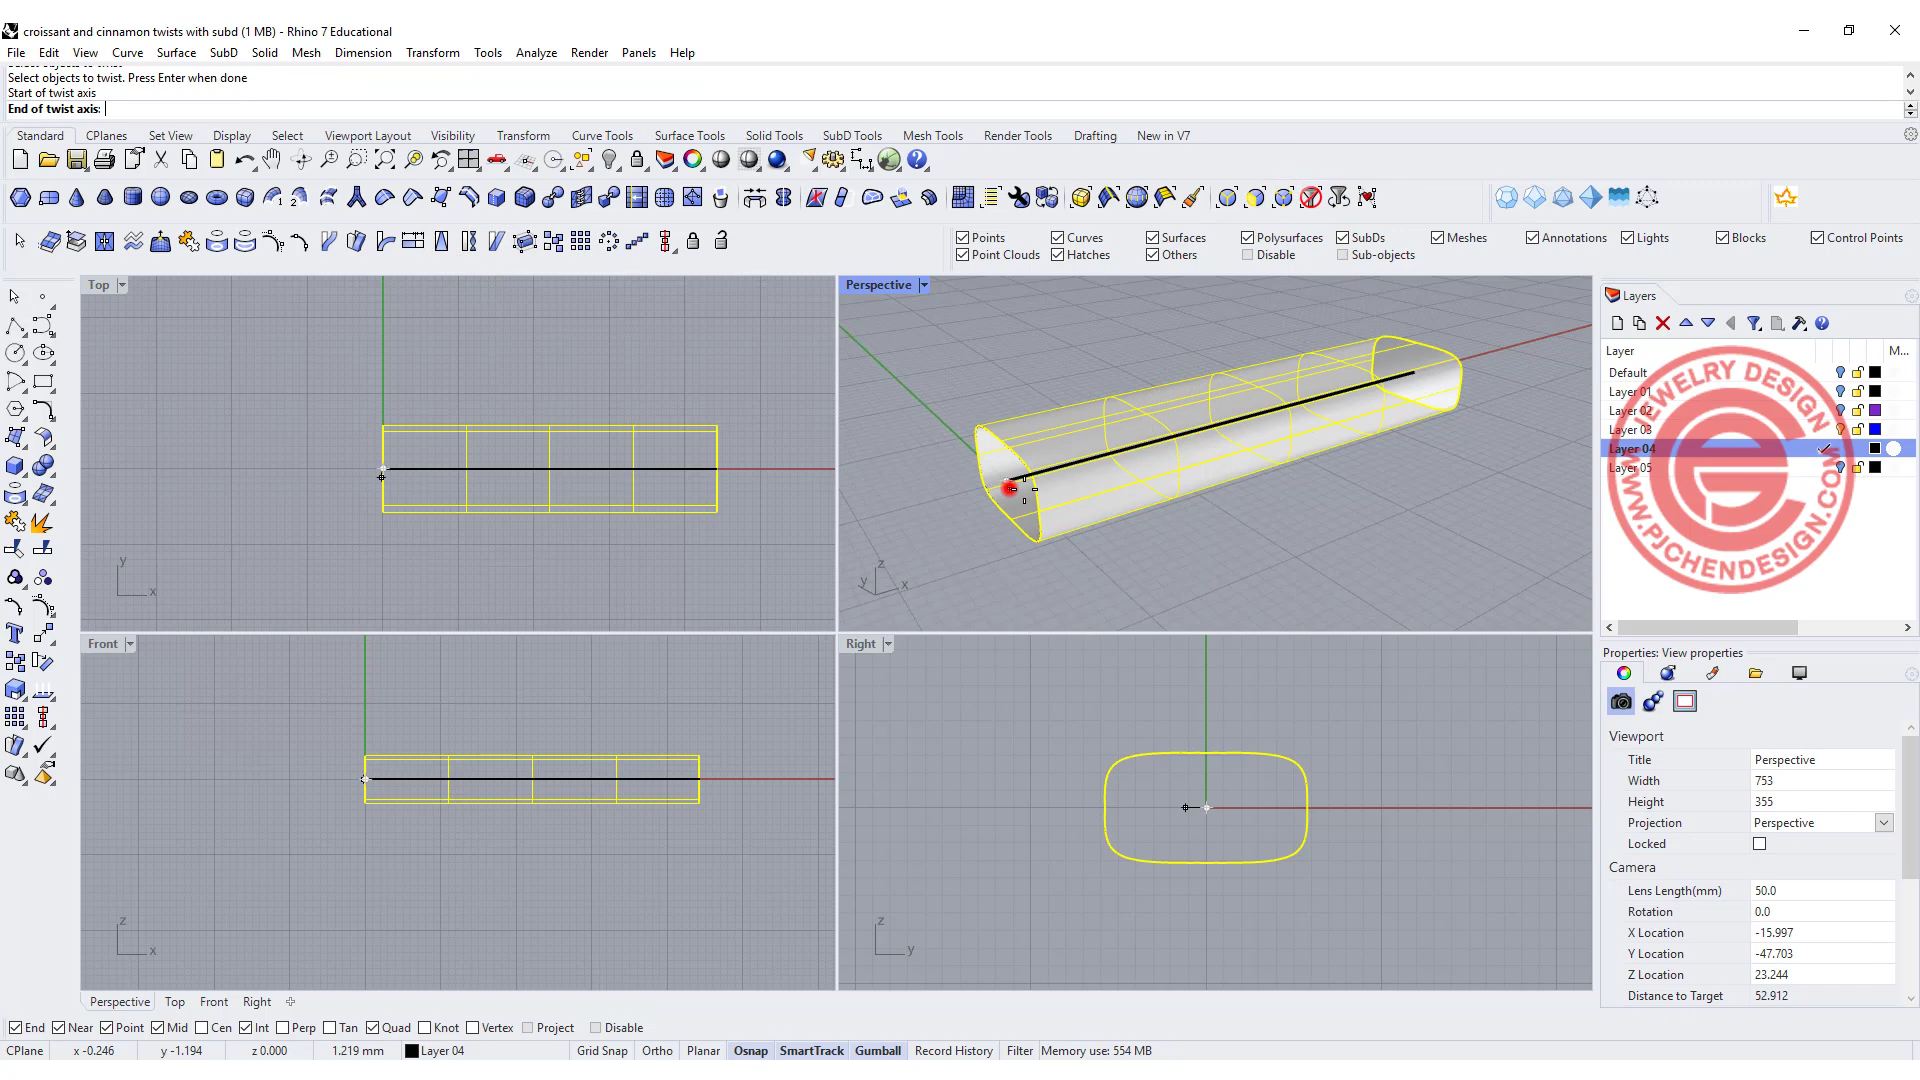 croissant and cinnamon twists with subd (1 MB) - Rhino 7 Educational
File Edit View Curve Surface SubD Solid Mesh Dimension Transform Tools Analyze Render Panels Help
Select objects to twist. Press Enter when done
Start of twist axis
End of twist axis:
Standard CPlanes Set View Display Select Viewport Layout Visibility Transform Curve Tools Surface Tools Solid Tools SubD Tools Mesh Tools Render Tools Drafting New in V7
Points Curves Surfaces Polysurfaces SubDs Meshes Annotations Lights Blocks Control Points
Point Clouds Hatches Others Disable Sub-objects
Top
Perspective
Layers
Layer M...
Default
Layer 01
Layer 02
Layer 03
Layer 04
Layer 05
JEWELRY DESIGN
WWW.PJCHENDESIGN.COM
y
x
z
y
x
Front
Right
z
x
z
y
Properties: View properties
Viewport
Title Perspective
Width 753
Height 355
Projection Perspective
Locked
Camera
Lens Length(mm) 50.0
Rotation 0.0
X Location -15.997
Y Location -47.703
Z Location 23.244
Distance to Target 52.912
Perspective Top Front Right
End Near Point Mid Cen Int Perp Tan Quad Knot Vertex Project Disable
CPlane x -0.246 y -1.194 z 0.000 1.219 mm Layer 04 Grid Snap Ortho Planar Osnap SmartTrack Gumball Record History Filter Memory use: 554 MB